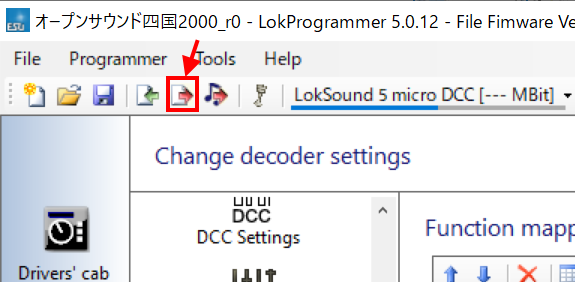 ESU オープンサウンド四国2000_r0 - LokProgrammer 5.0.12 - File Fimware Ve
File Programmer Tools Help
LokSound 5 micro DCC [--- MBit]
Change decoder settings
DCC
DCC Settings
Function mapp
Drivers' cab